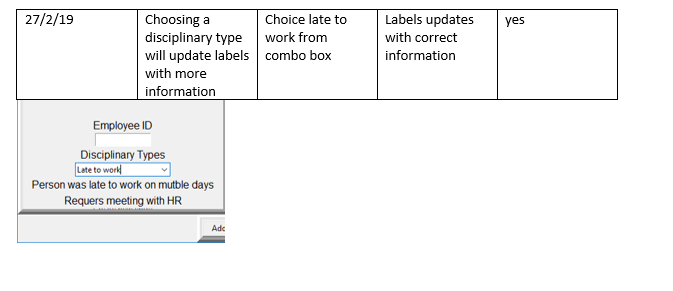 27/2/19
Choosing a
disciplinary type
will update labels
with more
information
Choice late to
work from
combo box
Labels updates
with correct
information
yes
Employee ID
Disciplinary Types
Late to work
Person was late to work on mutble days
Requers meeting with HR
Add